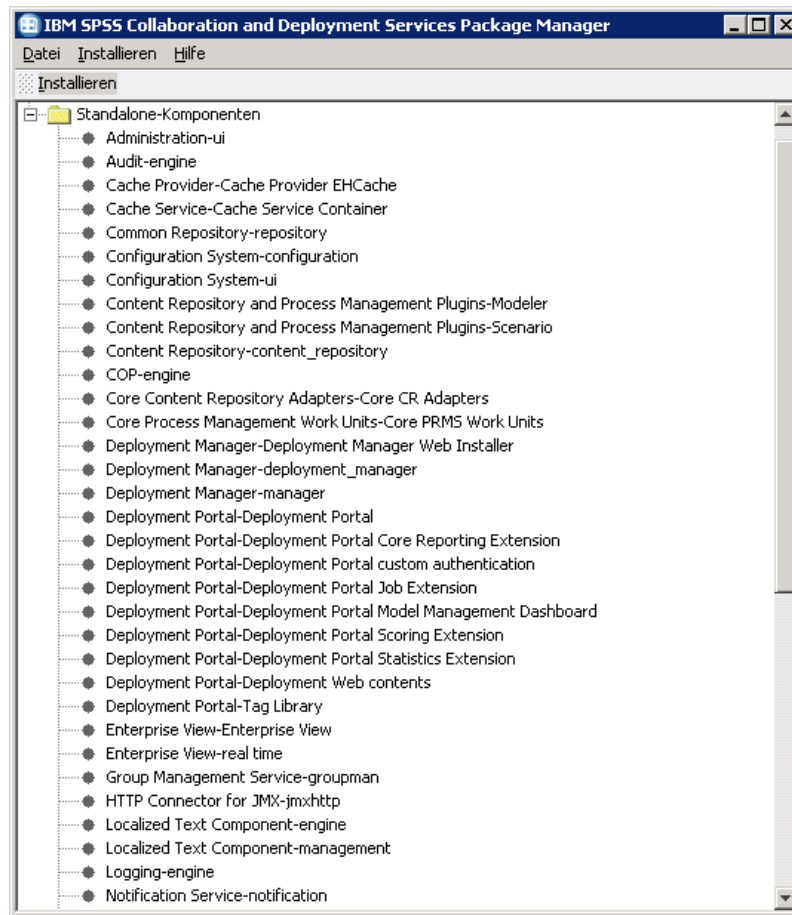 IBM SPSS Collaboration and Deployment Services Package Manager
Datei Installieren Hilfe
Installieren
Standalone-Komponenten
Administration-ui
Audit-engine
Cache Provider-Cache Provider EHCache
Cache Service-Cache Service Container
Common Repository-repository
Configuration System-configuration
Configuration System-ui
Content Repository and Process Management Plugins-Modeler
Content Repository and Process Management Plugins-Scenario
Content Repository-content_repository
COP-engine
Core Content Repository Adapters-Core CR Adapters
Core Process Management Work Units-Core PRMS Work Units
Deployment Manager-Deployment Manager Web Installer
Deployment Manager-deployment_manager
Deployment Manager-manager
Deployment Portal-Deployment Portal
Deployment Portal-Deployment Portal Core Reporting Extension
Deployment Portal-Deployment Portal custom authentication
Deployment Portal-Deployment Portal Job Extension
Deployment Portal-Deployment Portal Model Management Dashboard
Deployment Portal-Deployment Portal Scoring Extension
Deployment Portal-Deployment Portal Statistics Extension
Deployment Portal-Deployment Web contents
Deployment Portal-Tag Library
Enterprise View-Enterprise View
Enterprise View-real time
Group Management Service-groupman
HTTP Connector for JMX-jmxhttp
Localized Text Component-engine
Localized Text Component-management
Logging-engine
Notification Service-notification